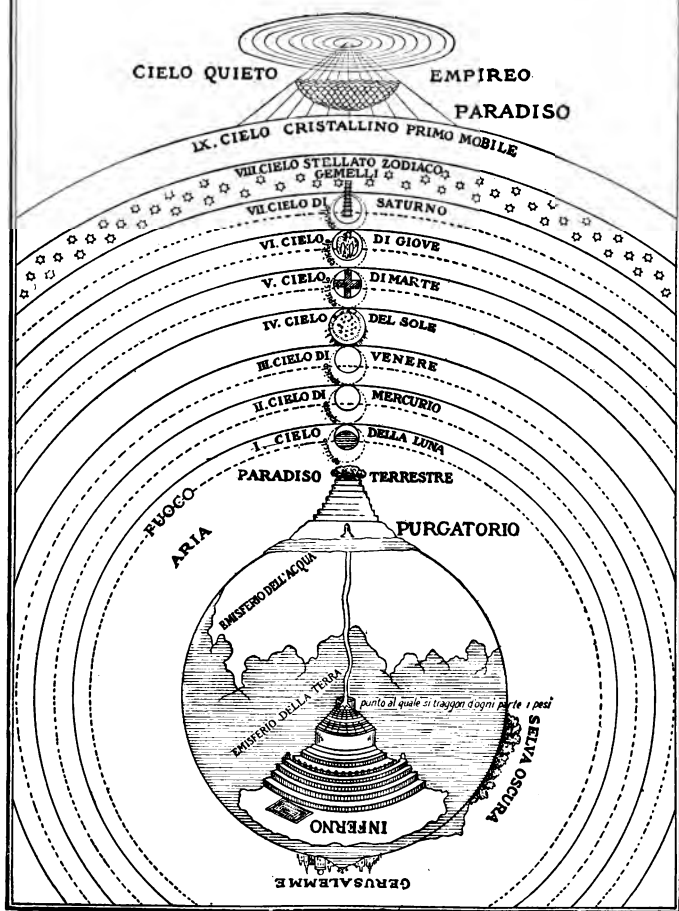 CIELO QUIETO EMPIREO
PARADISO
IX. CIELO CRISTALLINO PRIMO MOBILE
VIII CIELO STELLATO ZODIACO
GEMELLI
VII. CIELO DI SATURNO
VI. CIELO DI GIOVE
V. CIELO DI MARTE
IV. CIELO DEL SOLE
III. CIELO DI VENERE
II. CIELO DI MERCURIO
I. CIELO DELLA LUNA
PARADISO TERRESTRE
FUOCO
ARIA
PURGATORIO
EMISFERIO DELL'ACQUA
EMISFERIO DELLA TERRA
punto al quale si traggon d'ogni parte i pesi"
SELVA OSCURA
INFERNO
GERUSALEMME